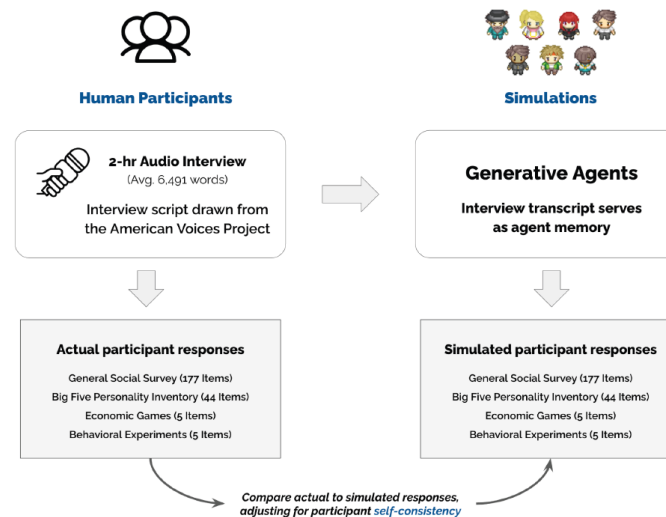 Human Participants
2-hr Audio Interview
(Avg. 6,491 words)
Interview script drawn from
the American Voices Project
Simulations
Generative Agents
Interview transcript serves
as agent memory
Actual participant responses
General Social Survey (177 Items)
Big Five Personality Inventory (44 Items)
Economic Games (5 Items)
Behavioral Experiments (5 Items)
Simulated participant responses
General Social Survey (177 Items)
Big Five Personality Inventory (44 Items)
Economic Games (5 Items)
Behavioral Experiments (5 Items)
Compare actual to simulated responses,
adjusting for participant self-consistency